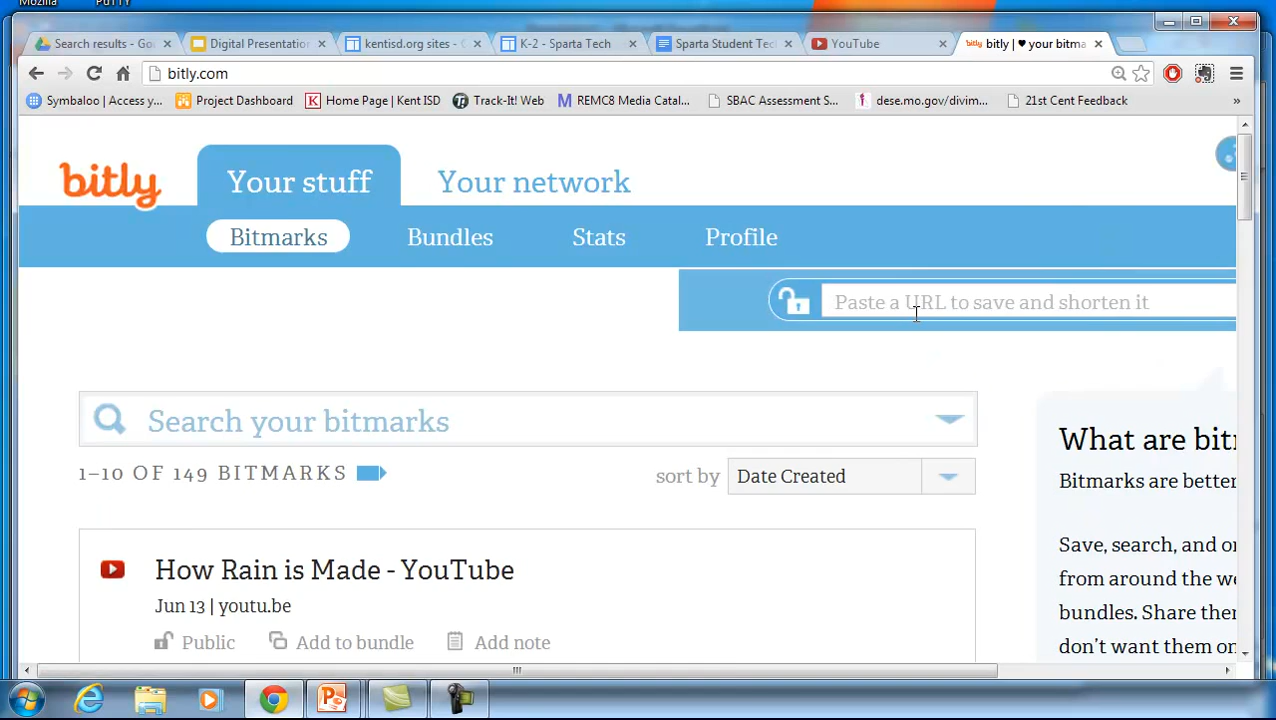 Mozilla PuTTY
Search results - Goo
Digital Presentation
kentisd.org sites - G
K-2 - Sparta Tech
Sparta Student Tec
YouTube
bitly | ♥ your bitma
bitly.com
Symbaloo | Access y...
Project Dashboard
Home Page | Kent ISD
Track-It! Web
REMC8 Media Catal...
SBAC Assessment S...
dese.mo.gov/divim...
21st Cent Feedback
»
bitly
Your stuff
Your network
Bitmarks
Bundles
Stats
Profile
Paste a URL to save and shorten it
Search your bitmarks
1–10 OF 149 BITMARKS
sort by
Date Created
How Rain is Made - YouTube
Jun 13 | youtu.be
Public
Add to bundle
Add note
What are bit
Bitmarks are better
Save, search, and or
from around the we
bundles. Share then
don't want them on